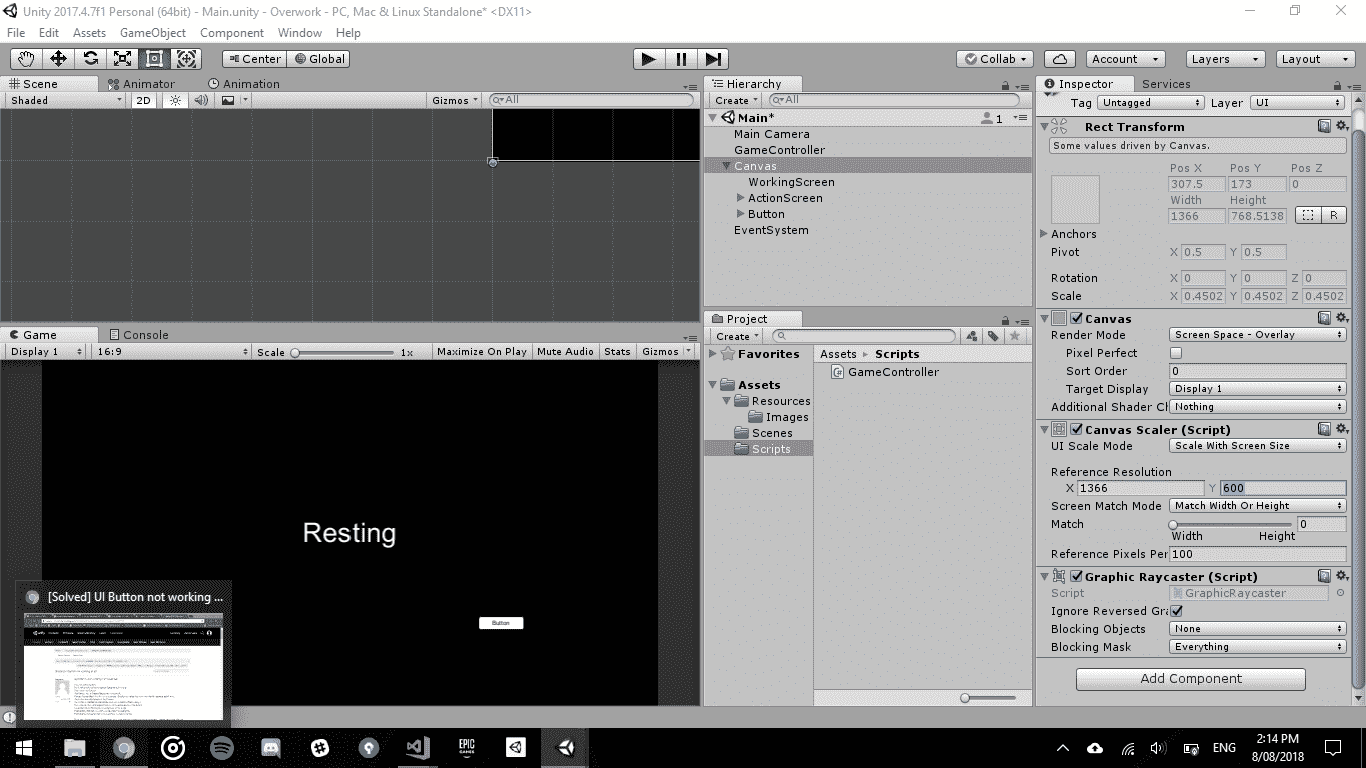 Unity 2017.4.7f1 Personal (64bit) - Main.unity - Overwork - PC, Mac & Linux Standalone* <DX11>
File Edit Assets GameObject Component Window Help
Center Global Collab Account Layers Layout
Scene Animator Animation
Shaded 2D Gizmos All
Hierarchy
Create All
Main* 1
Main Camera
GameController
Canvas
WorkingScreen
ActionScreen
Button
EventSystem
Game Console
Display 1 16:9 Scale 1x Maximize On Play Mute Audio Stats Gizmos
Resting
Button
[Solved] UI Button not working ...
Project
Create
Favorites
Assets
Resources
Images
Scenes
Scripts
Assets Scripts
GameController
Inspector Services
Tag Untagged Layer UI
Rect Transform
Some values driven by Canvas.
Pos X Pos Y Pos Z
307.5 173 0
Width Height
1366 768.5138 R
Anchors
Pivot X 0.5 Y 0.5
Rotation X 0 Y 0 Z 0
Scale X 0.4502 Y 0.4502 Z 0.4502
Canvas
Render Mode Screen Space - Overlay
Pixel Perfect
Sort Order 0
Target Display Display 1
Additional Shader Ch Nothing
Canvas Scaler (Script)
UI Scale Mode Scale With Screen Size
Reference Resolution
X 1366 Y 600
Screen Match Mode Match Width Or Height
Match 0
Width Height
Reference Pixels Per 100
Graphic Raycaster (Script)
Script GraphicRaycaster
Ignore Reversed Gra
Blocking Objects None
Blocking Mask Everything
Add Component
EPIC GAMES
ENG
2:14 PM
8/08/2018